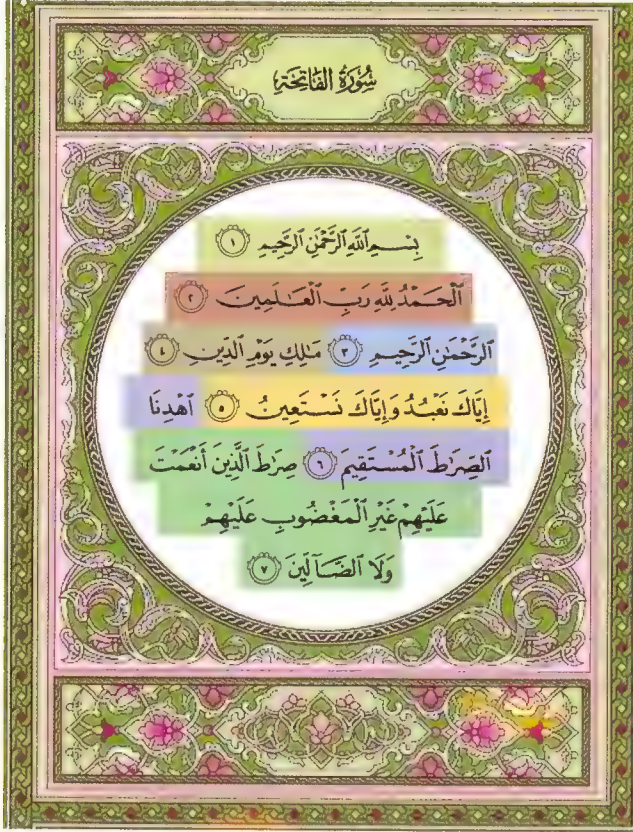 سُورَةُ الفَاتِحَةِ
بِسْمِ ٱللَّهِ ٱلرَّحْمَٰنِ ٱلرَّحِيمِ ١
ٱلْحَمْدُ لِلَّهِ رَبِّ ٱلْعَٰلَمِينَ ٢
ٱلرَّحْمَٰنِ ٱلرَّحِيمِ ٣ مَٰلِكِ يَوْمِ ٱلدِّينِ ٤
إِيَّاكَ نَعْبُدُ وَإِيَّاكَ نَسْتَعِينُ ٥ ٱهْدِنَا
ٱلصِّرَٰطَ ٱلْمُسْتَقِيمَ ٦ صِرَٰطَ ٱلَّذِينَ أَنْعَمْتَ
عَلَيْهِمْ غَيْرِ ٱلْمَغْضُوبِ عَلَيْهِمْ
وَلَا ٱلضَّآلِّينَ ٧